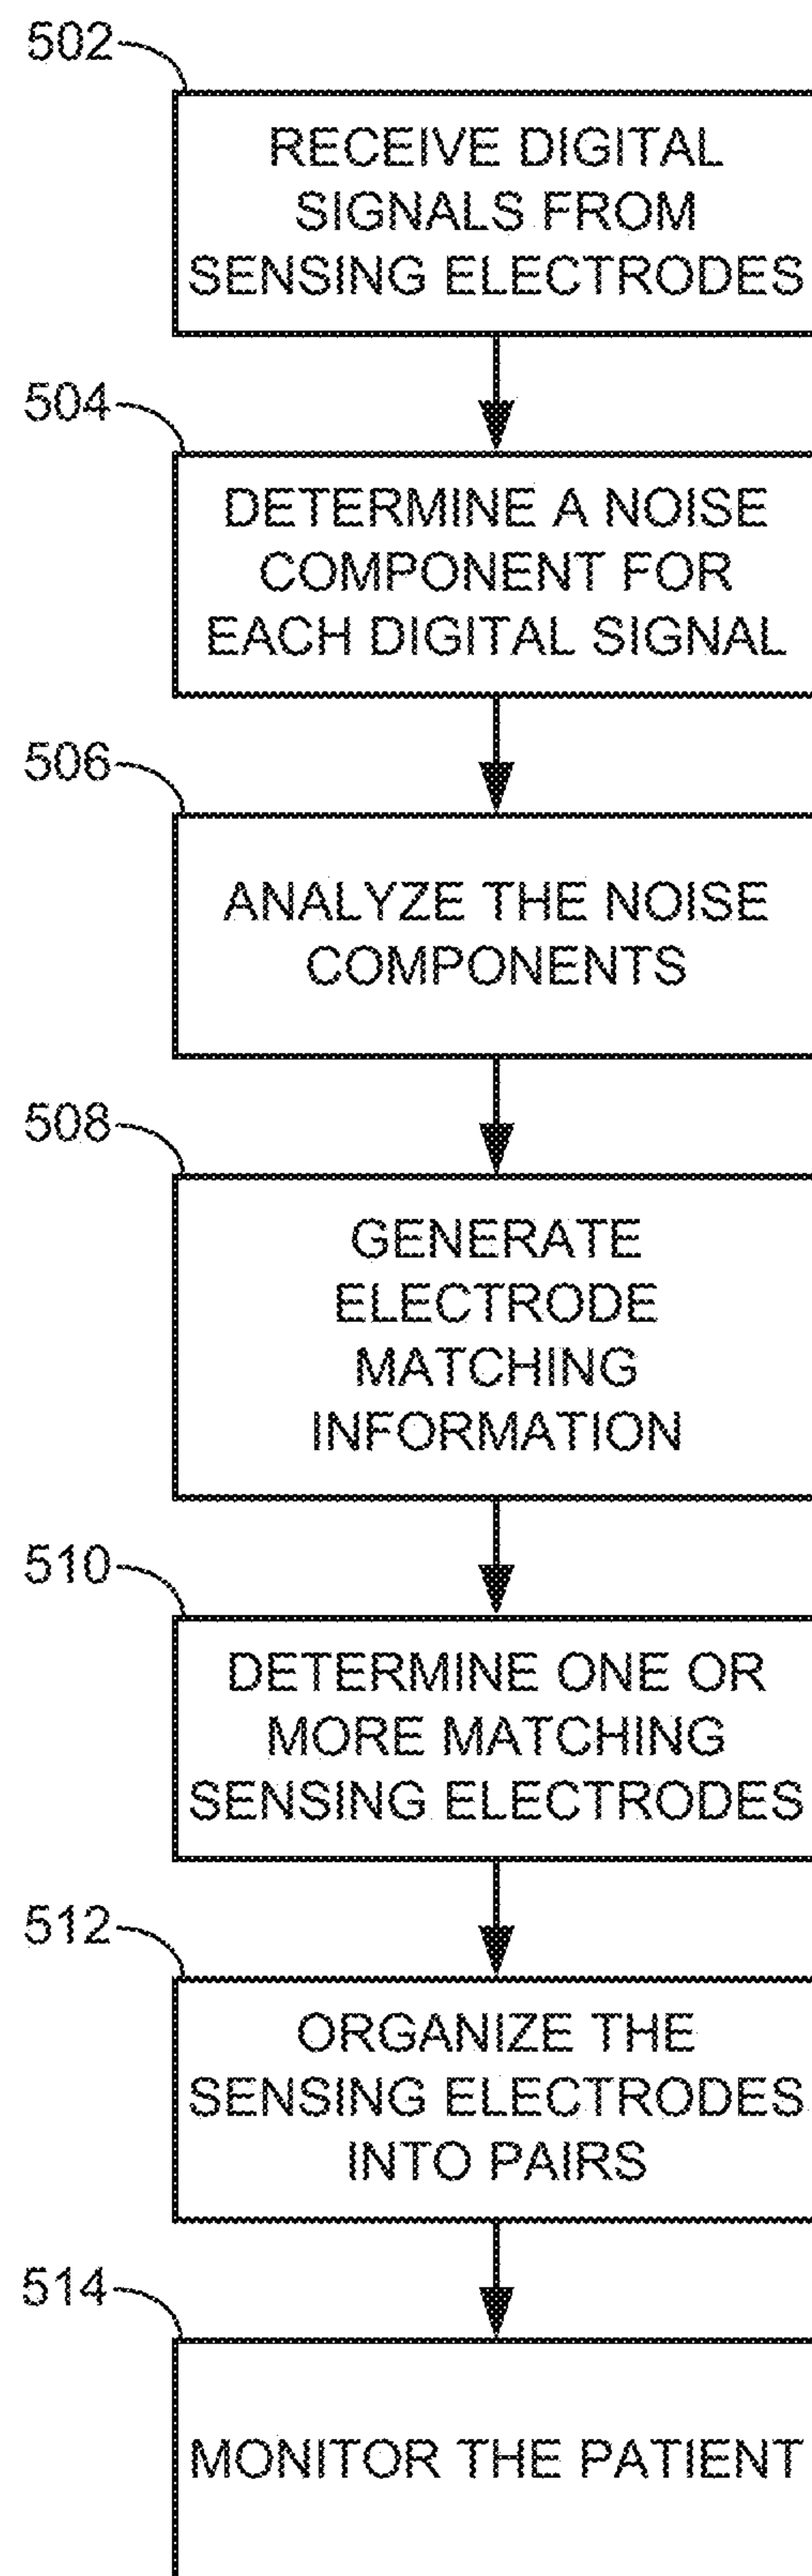 502
RECEIVE DIGITAL
SIGNALS FROM
SENSING ELECTRODES
504
DETERMINE A NOISE
COMPONENT FOR
EACH DIGITAL SIGNAL
506
ANALYZE THE NOISE
COMPONENTS
508
GENERATE
ELECTRODE
MATCHING
INFORMATION
510
DETERMINE ONE OR
MORE MATCHING
SENSING ELECTRODES
512
ORGANIZE THE
SENSING ELECTRODES
INTO PAIRS
514
MONITOR THE PATIENT